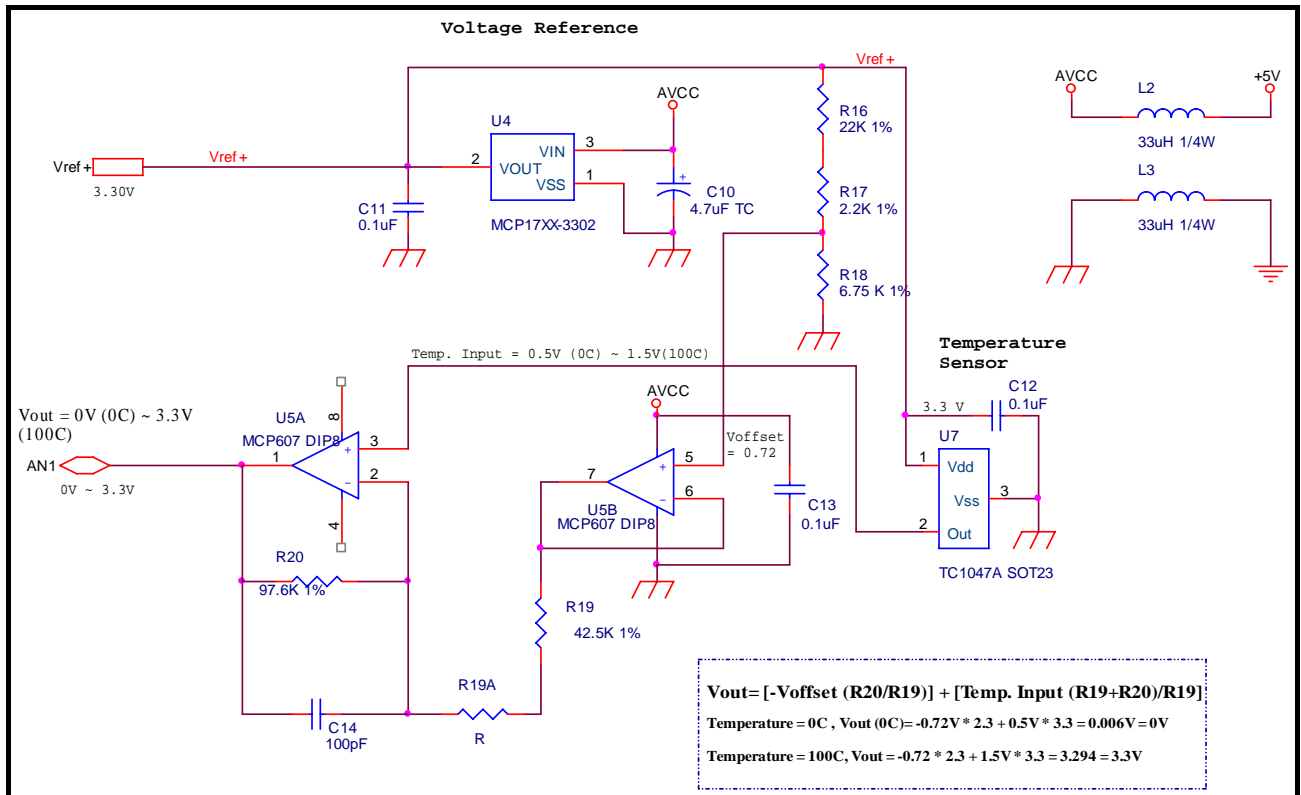 Voltage Reference
Vref+
AVCC
+5V
L2
33uH 1/4W
L3
33uH 1/4W
AVCC
U4
R16
22K 1%
Vref+
3.30V
Vref+
2
VOUT
VIN
VSS
3
1
MCP17XX-3302
C11
0.1uF
+
C10
4.7uF TC
R17
2.2K 1%
R18
6.75 K 1%
Temp. Input = 0.5V (0C) ~ 1.5V(100C)
Temperature
Sensor
AVCC
C12
0.1uF
3.3 V
Vout = 0V (0C) ~ 3.3V
(100C)
AN1
0V ~ 3.3V
8
U5A
MCP607 DIP8
1
+
-
3
2
4
Voffset
= 0.72
7
+
-
5
6
U5B
MCP607 DIP8
C13
0.1uF
U7
1
Vdd
Vss
3
2
Out
TC1047A SOT23
R20
97.6K 1%
R19
42.5K 1%
R19A
R
C14
100pF
Vout= [-Voffset (R20/R19)] + [Temp. Input (R19+R20)/R19]
Temperature = 0C , Vout (0C)= -0.72V * 2.3 + 0.5V * 3.3 = 0.006V = 0V
Temperature = 100C, Vout = -0.72 * 2.3 + 1.5V * 3.3 = 3.294 = 3.3V